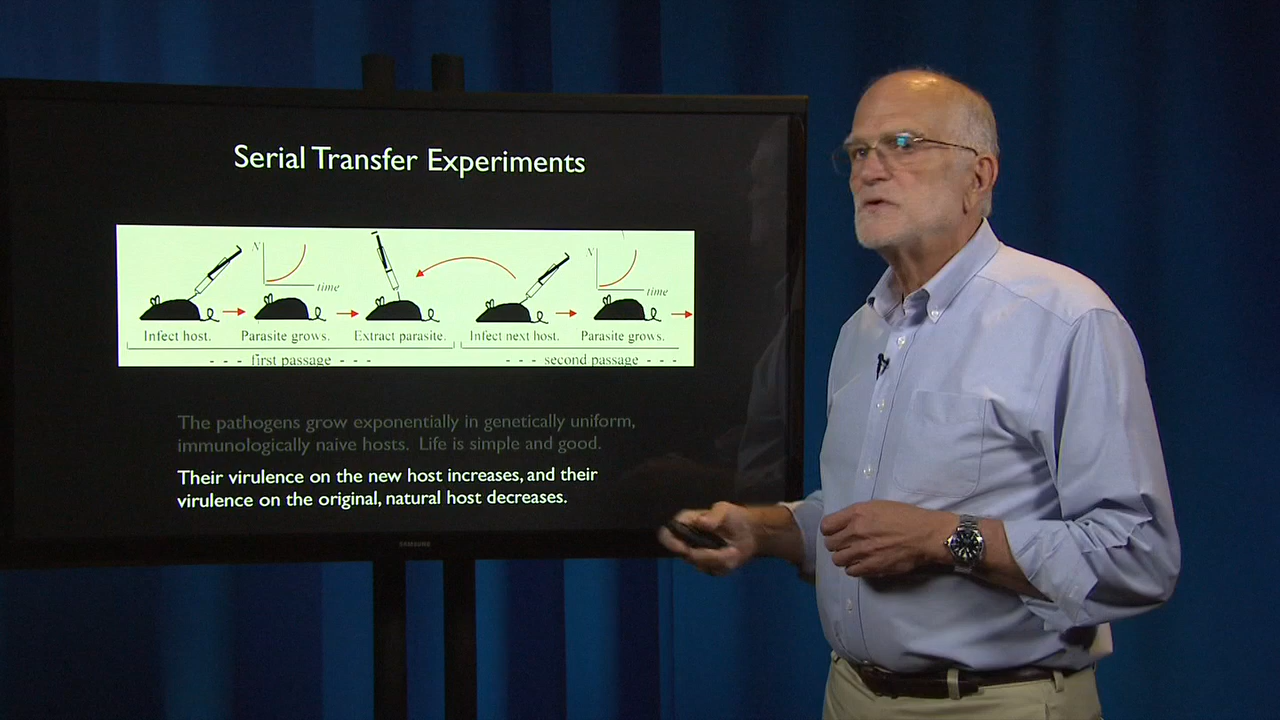 Serial Transfer Experiments
N
time
N
time
Infect host.
Parasite grows.
Extract parasite.
Infect next host.
Parasite grows.
- - - first passage - - -
- - - second passage - - -
The pathogens grow exponentially in genetically uniform,
immunologically naive hosts. Life is simple and good.
Their virulence on the new host increases, and their
virulence on the original, natural host decreases.
SAMSUNG